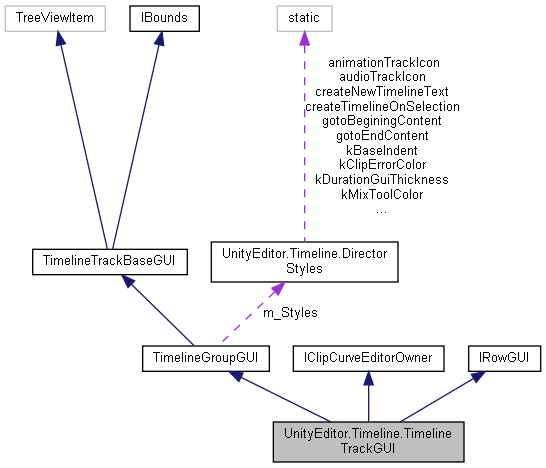 TreeViewItem
IBounds
static
animationTrackIcon
audioTrackIcon
createNewTimelineText
createTimelineOnSelection
gotoBeginingContent
gotoEndContent
kBaseIndent
kClipErrorColor
kDurationGuiThickness
kMixToolColor
...
TimelineTrackBaseGUI
UnityEditor.Timeline.Director
Styles
m_Styles
TimelineGroupGUI
IClipCurveEditorOwner
IRowGUI
UnityEditor.Timeline.Timeline
TrackGUI